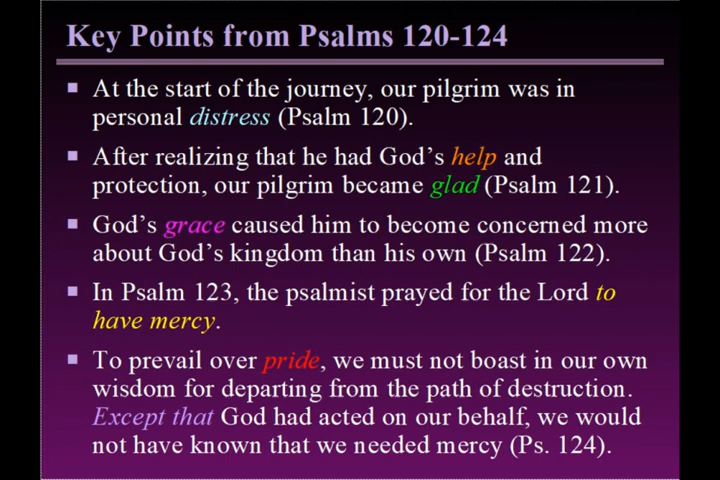 Key Points from Psalms 120-124
At the start of the journey, our pilgrim was in
personal distress (Psalm 120).
After realizing that he had God's help and
protection, our pilgrim became glad (Psalm 121).
God's grace caused him to become concerned more
about God's kingdom than his own (Psalm 122).
In Psalm 123, the psalmist prayed for the Lord to
have mercy.
To prevail over pride, we must not boast in our own
wisdom for departing from the path of destruction.
Except that God had acted on our behalf, we would
not have known that we needed mercy (Ps. 124).